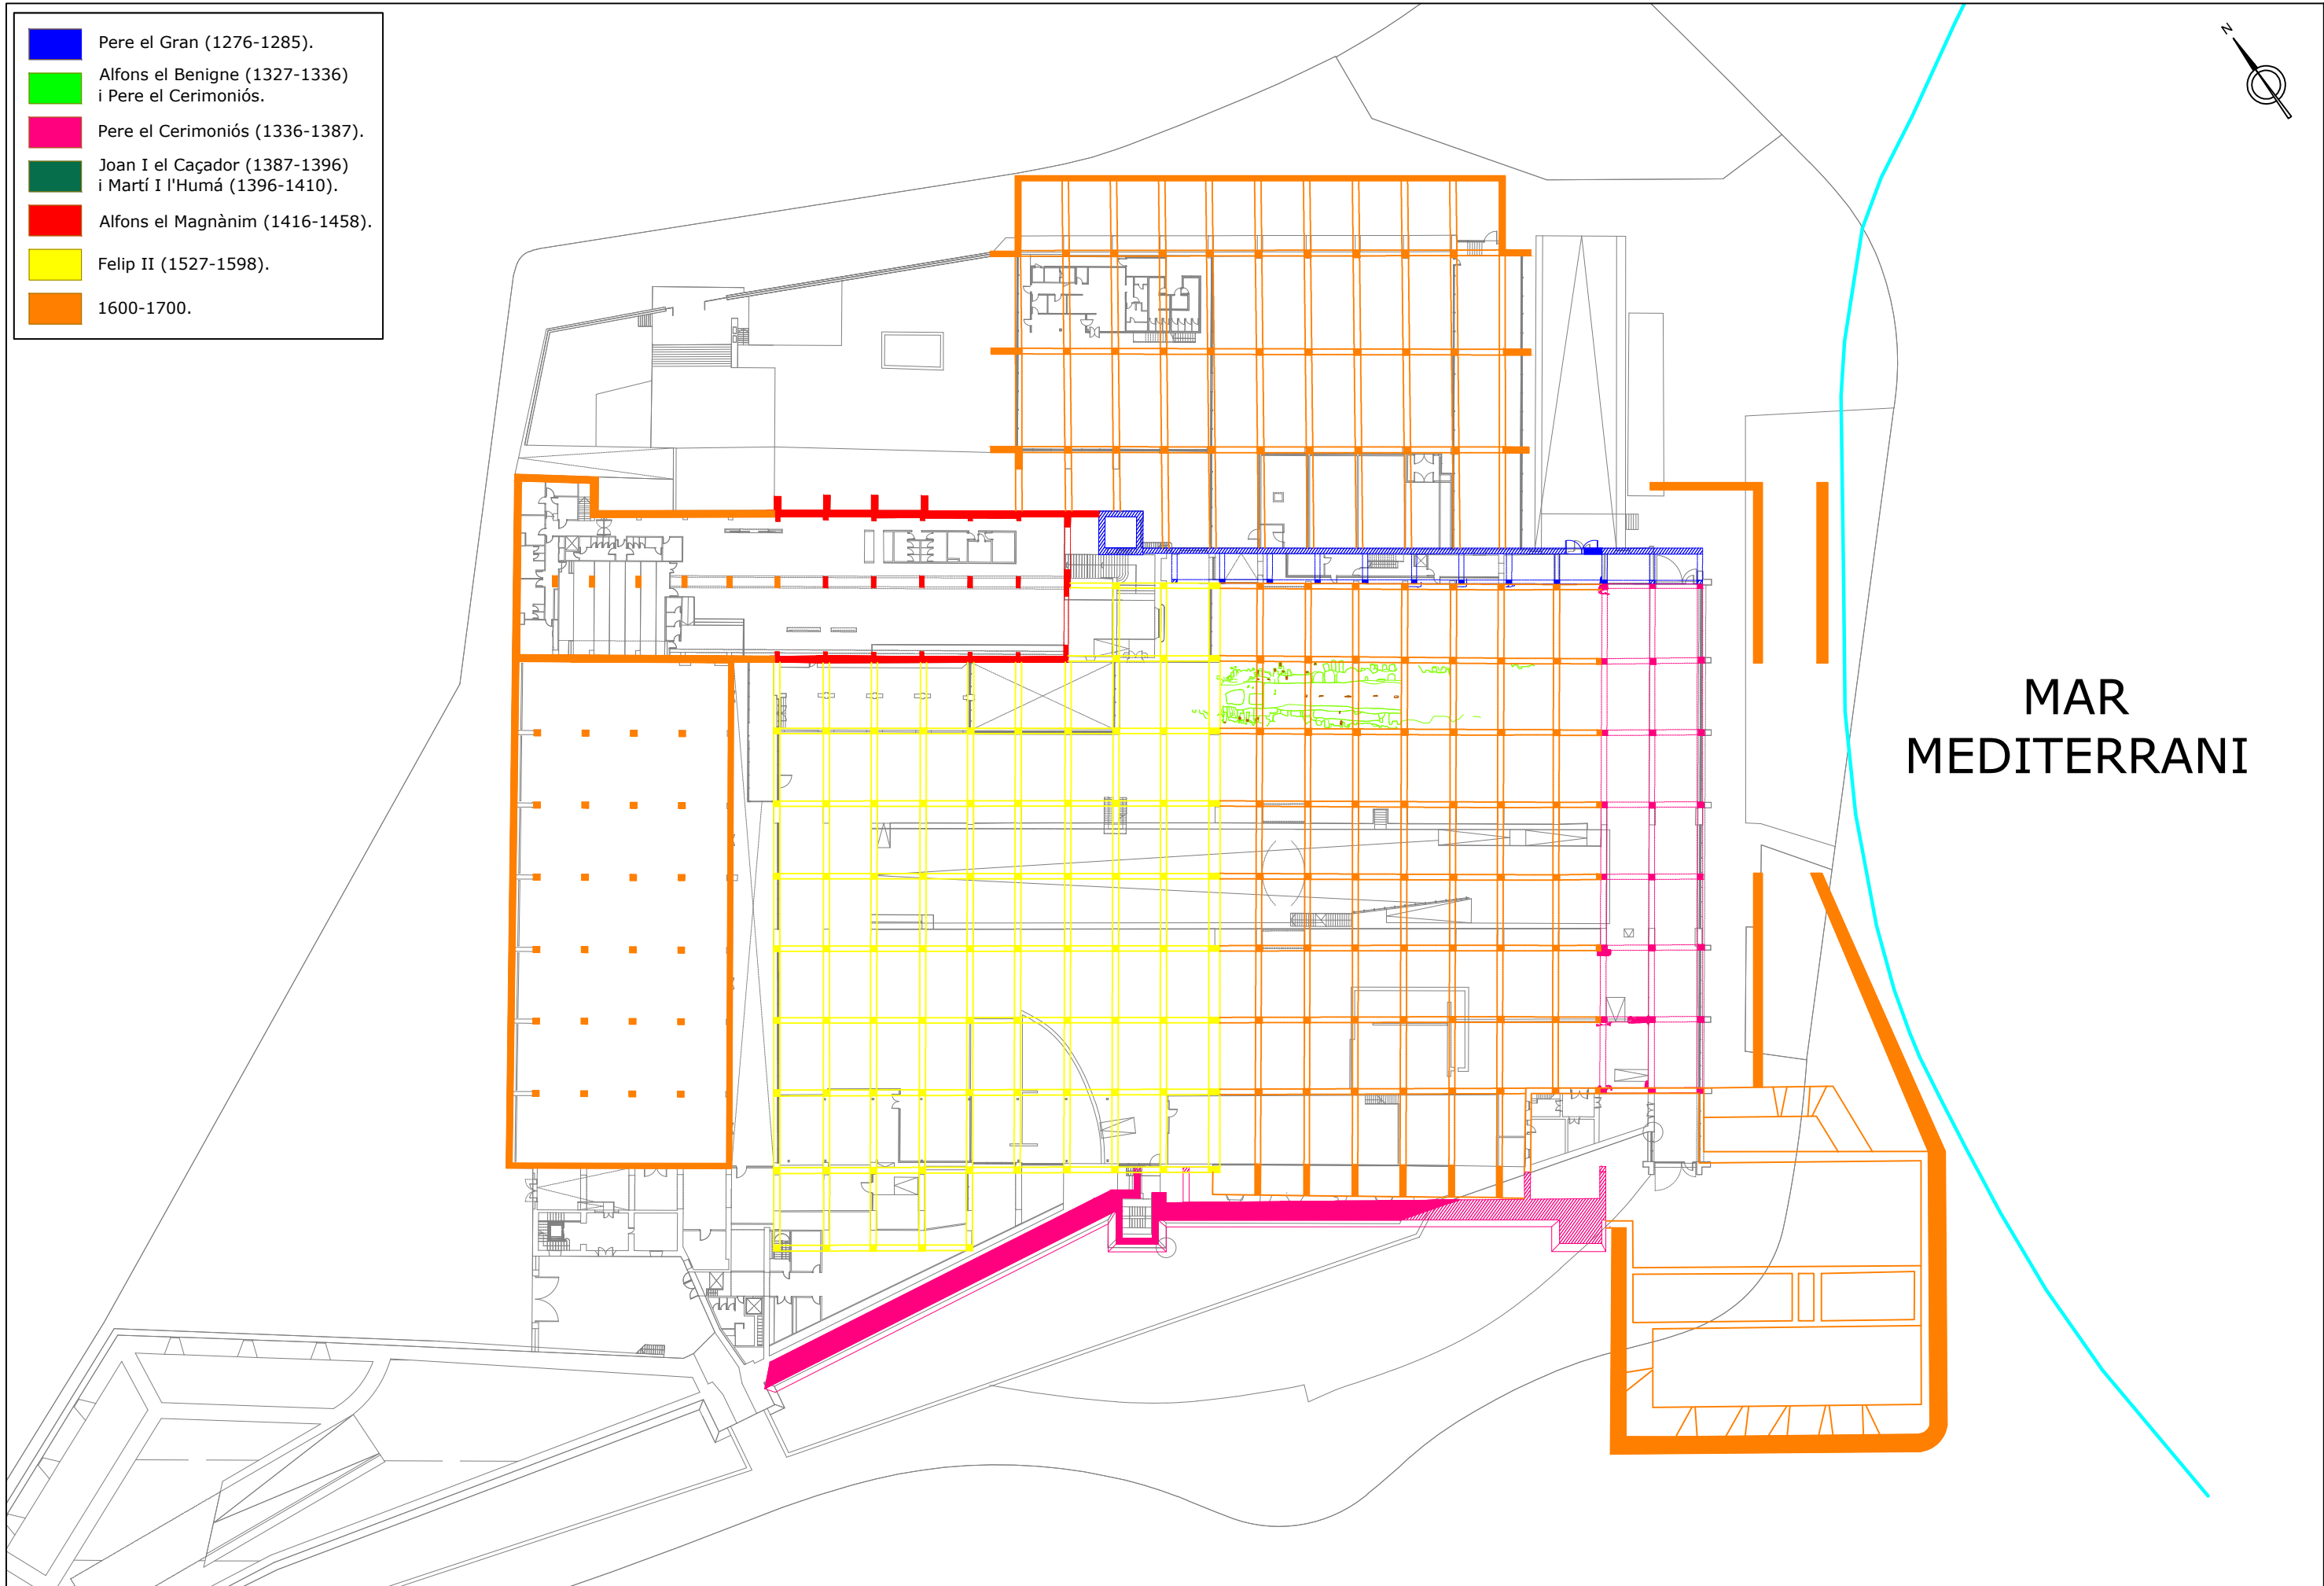 Pere el Gran (1276-1285).
Alfons el Benigne (1327-1336)
i Pere el Cerimoniós.
Pere el Cerimoniós (1336-1387).
Joan I el Caçador (1387-1396)
i Martí I l'Humá (1396-1410).
Alfons el Magnànim (1416-1458).
Felip II (1527-1598).
1600-1700.
N
MAR
MEDITERRANI